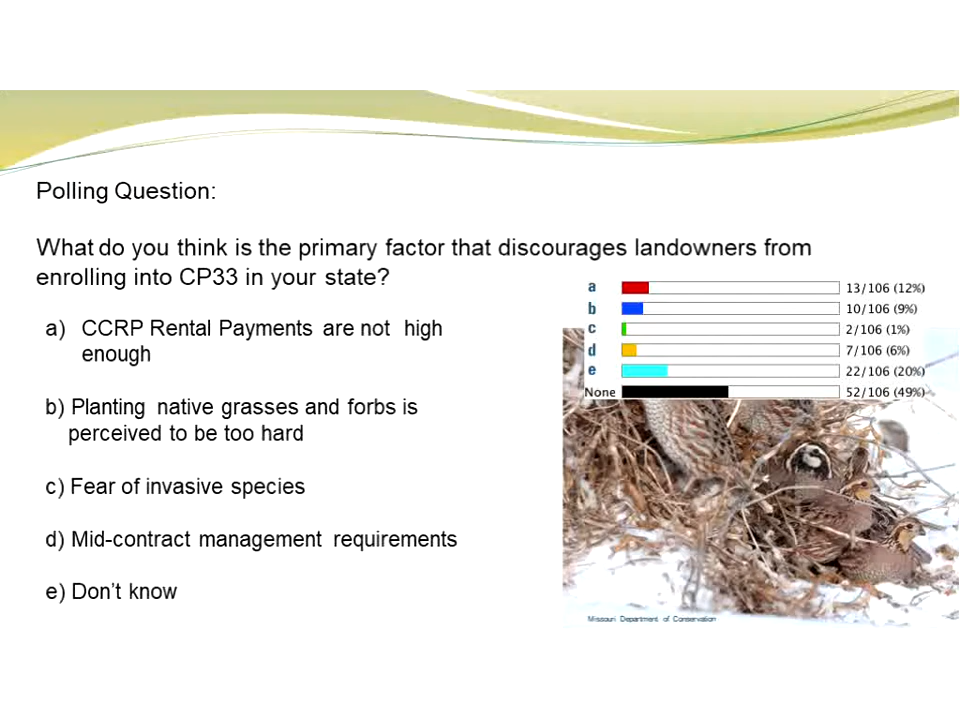 Polling Question:
What do you think is the primary factor that discourages landowners from
enrolling into CP33 in your state?
a) CCRP Rental Payments are not high
enough
b) Planting native grasses and forbs is
perceived to be too hard
c) Fear of invasive species
d) Mid-contract management requirements
e) Don't know
a 13/106 (12%)
b 10/106 (9%)
c 2/106 (1%)
d 7/106 (6%)
e 22/106 (20%)
None 52/106 (49%)
Missouri Department of Conservation